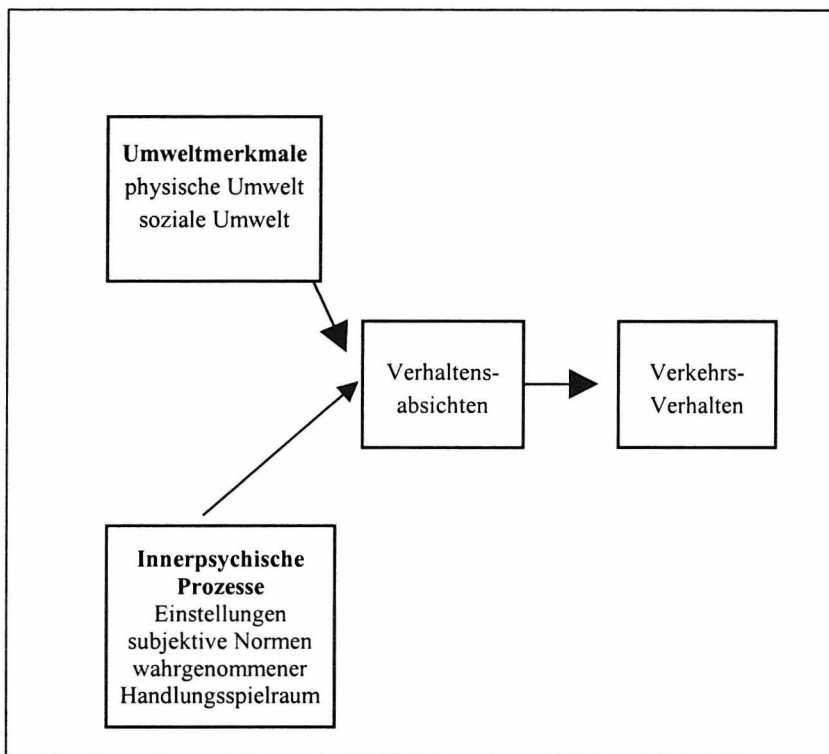 Umweltmerkmale
physische Umwelt
soziale Umwelt
Verhaltens-
absichten
Verkehrs-
Verhalten
Innerpsychische
Prozesse
Einstellungen
subjektive Normen
wahrgenommener
Handlungsspielraum